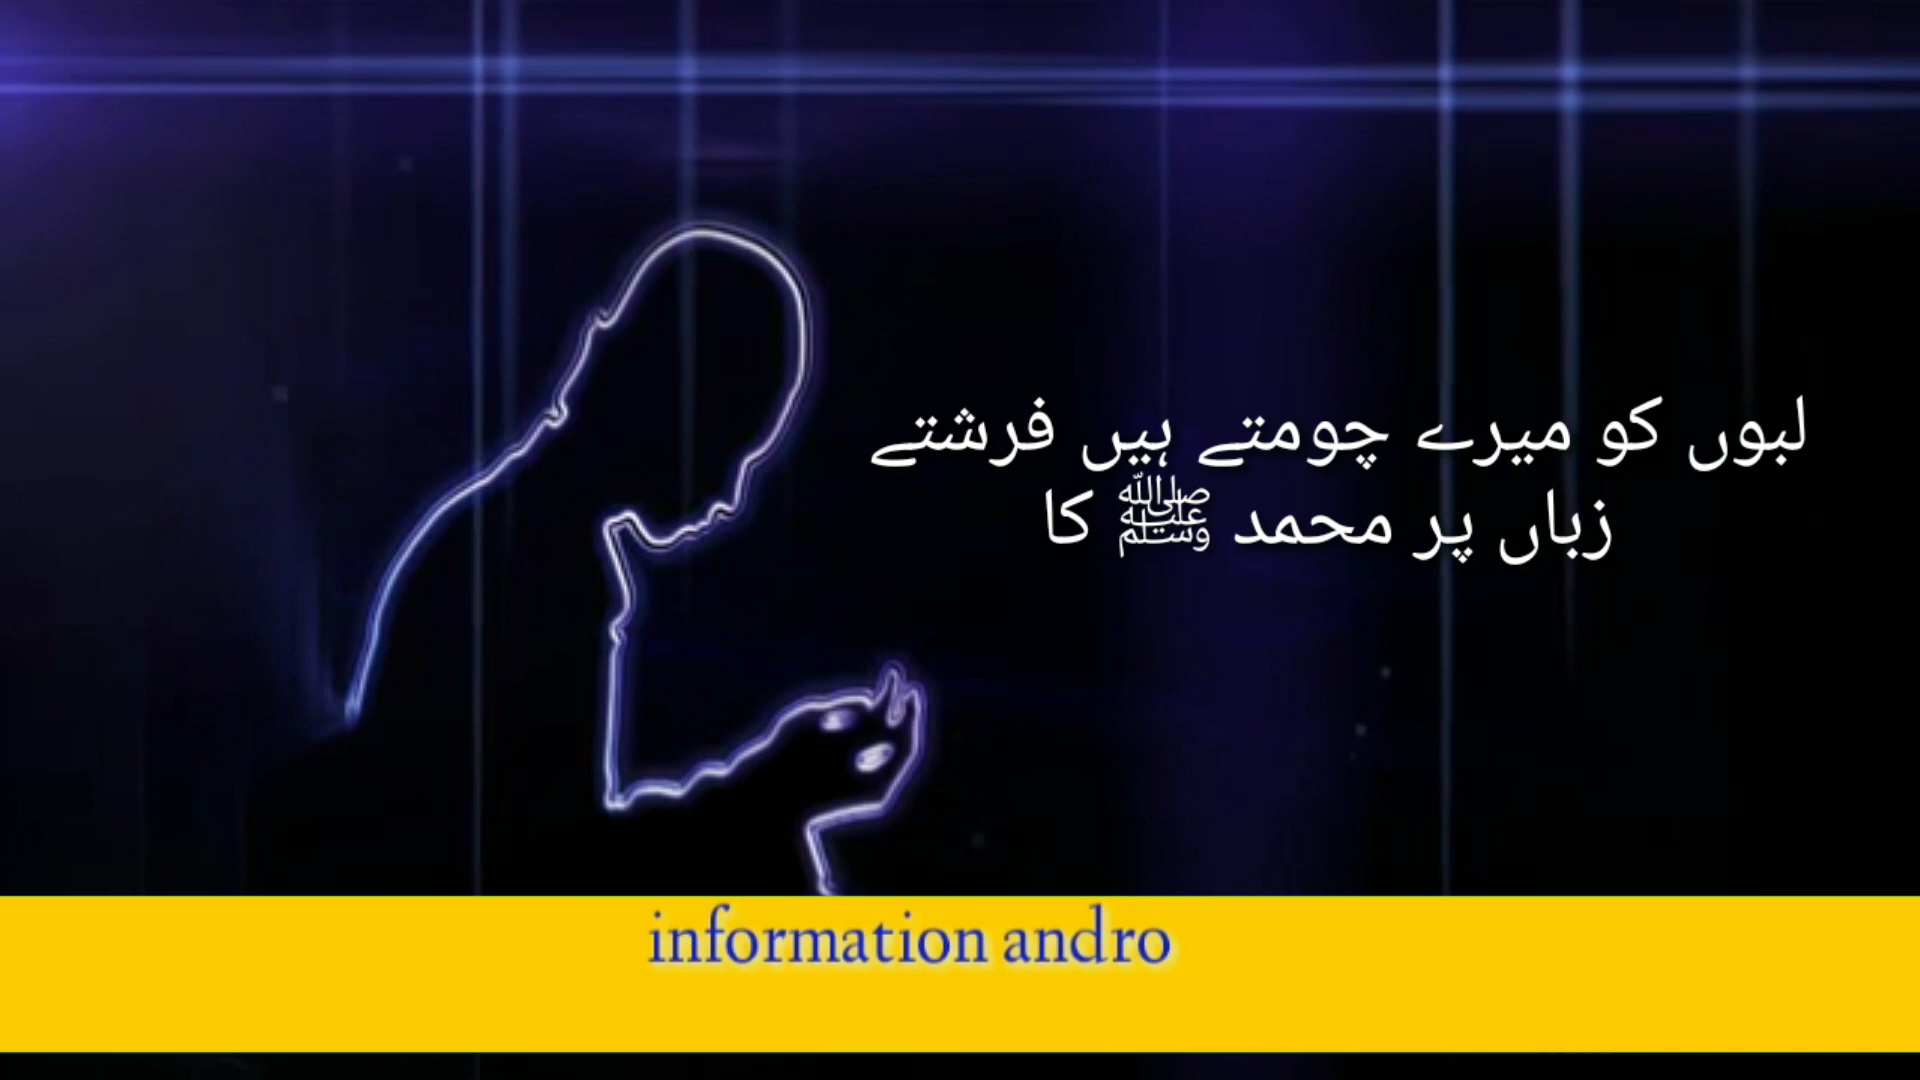 لبوں کو میرے چومتے ہیں فرشتے
زباں پر محمد ﷺ کا
information andro